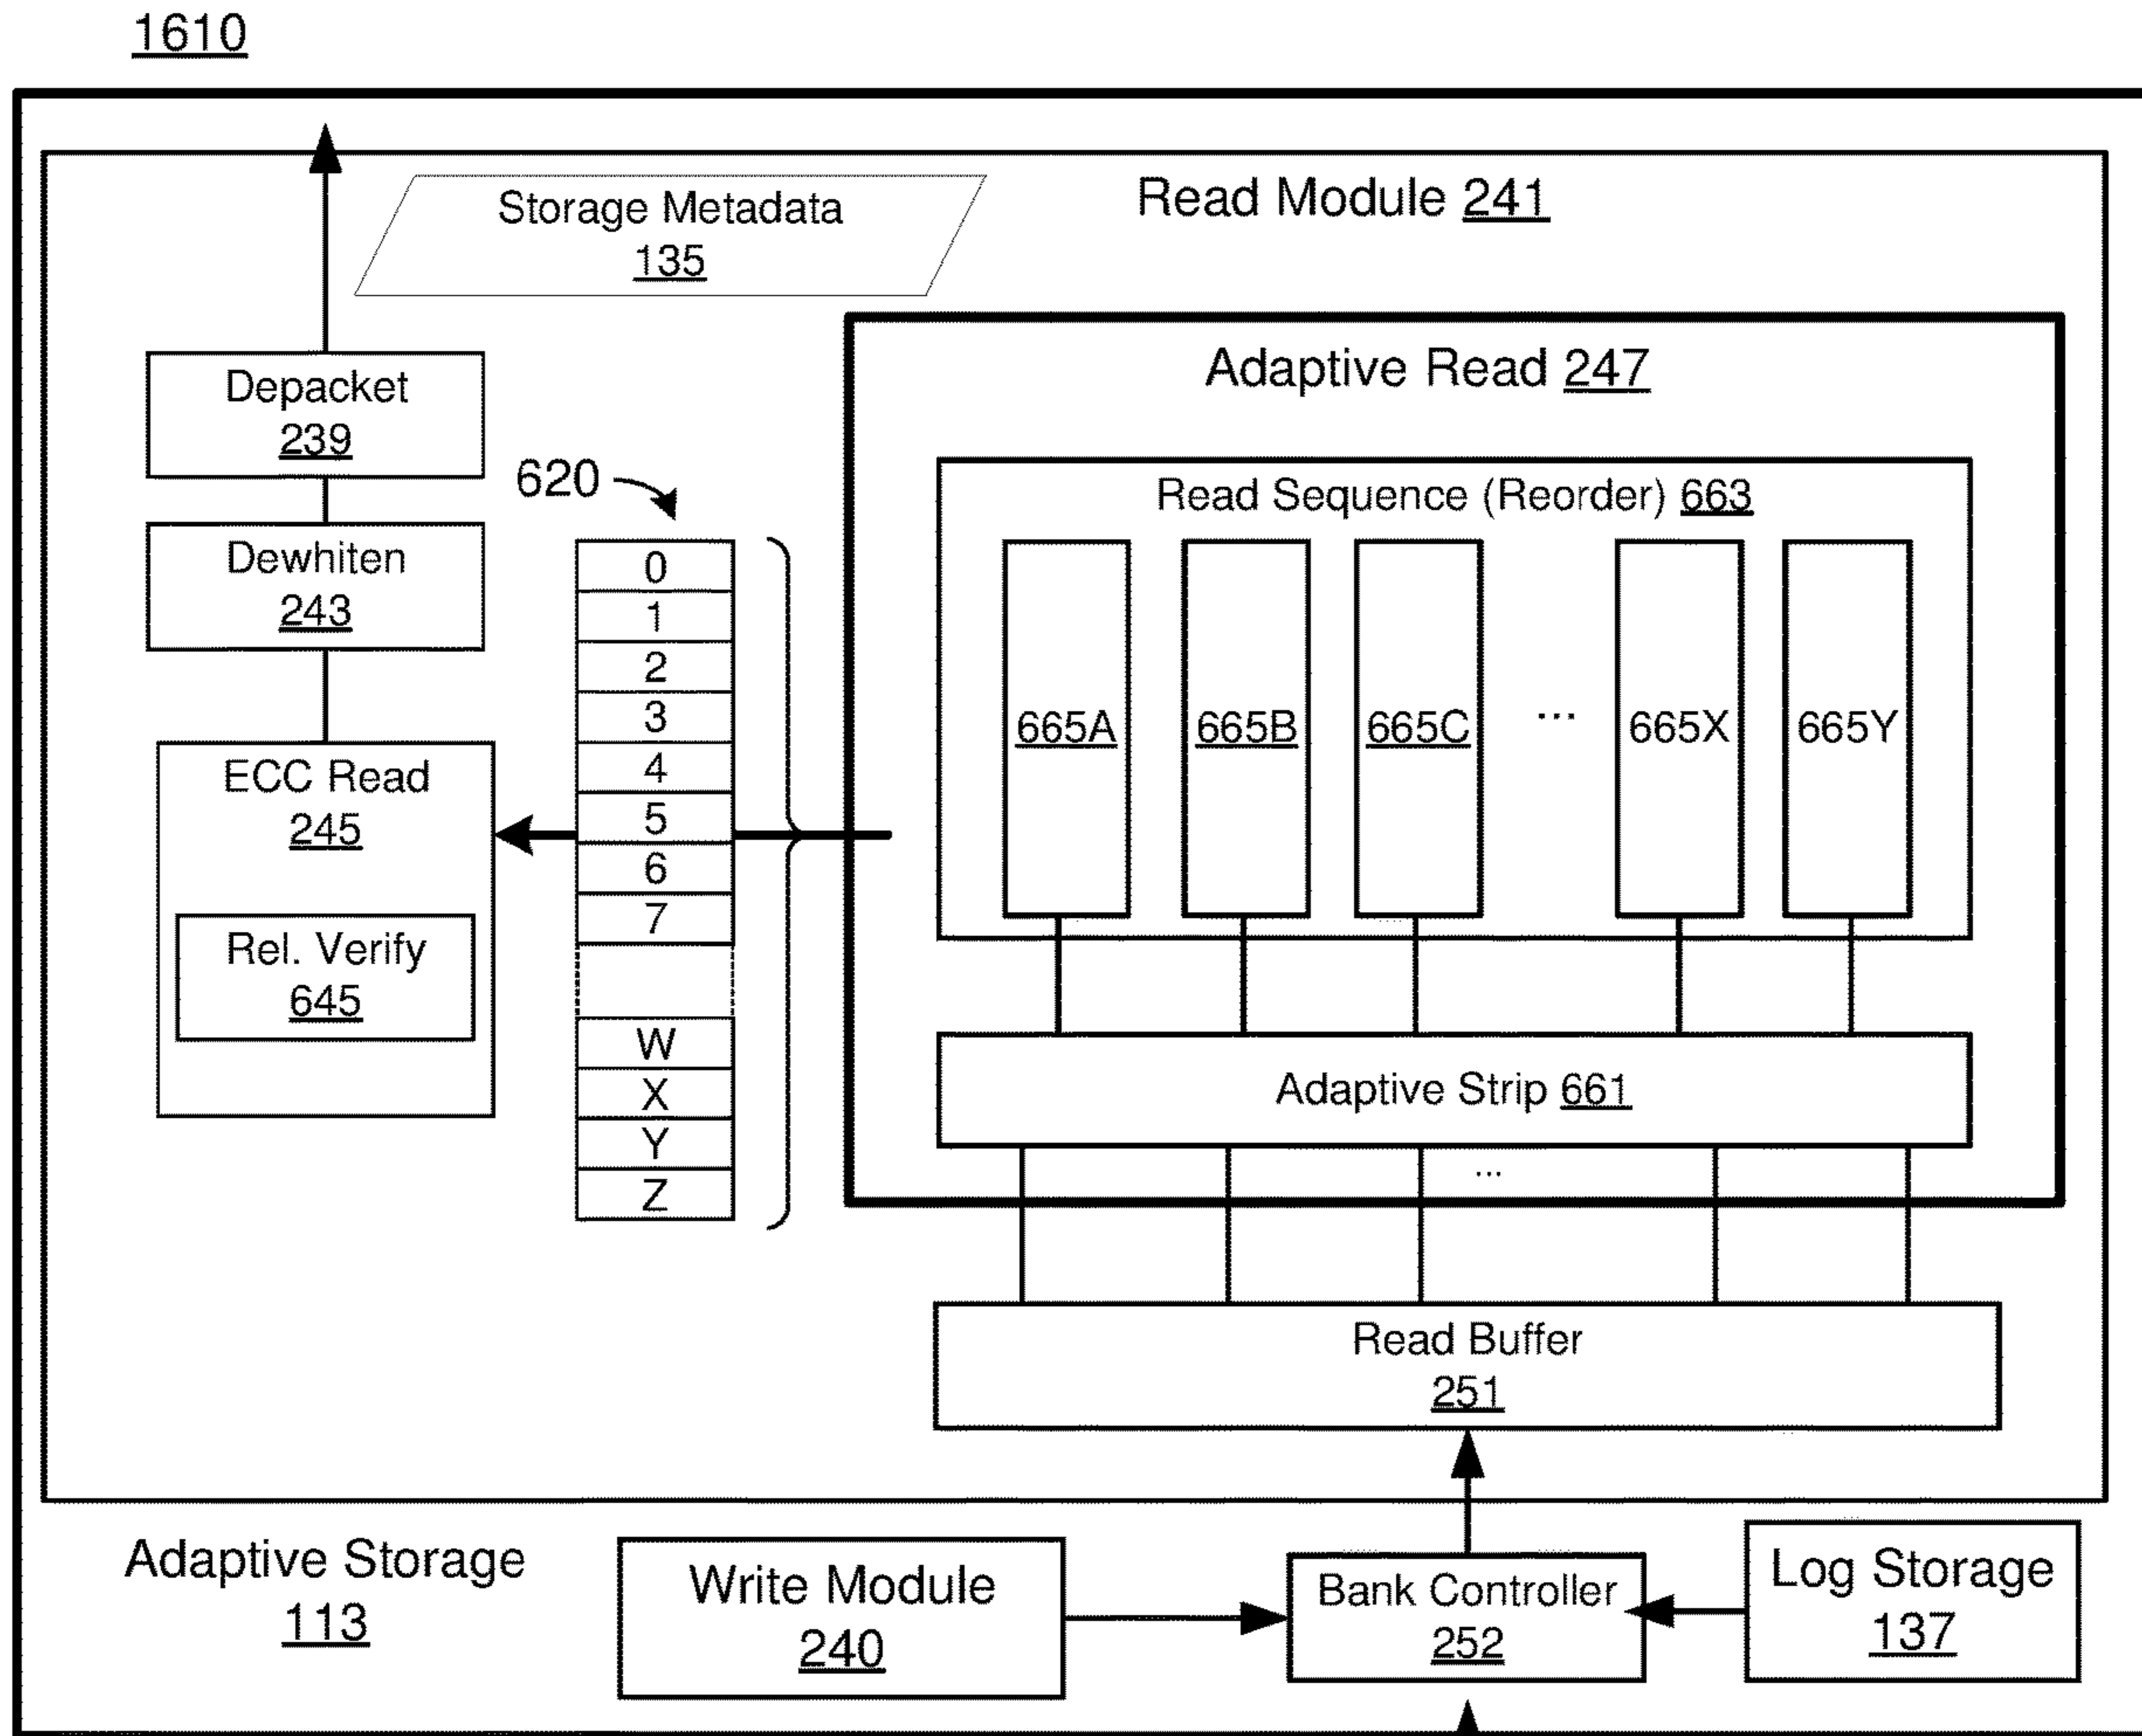 1610
Storage Metadata
135
Read Module 241
Depacket
239
Dewhiten
243
ECC Read
245
Rel. Verify
645
620
0
1
2
3
4
5
6
7
W
X
Y
Z
Adaptive Read 247
Read Sequence (Reorder) 663
665A 665B 665C ... 665X 665Y
Adaptive Strip 661
...
Read Buffer
251
Adaptive Storage
113
Write Module
240
Bank Controller
252
Log Storage
137